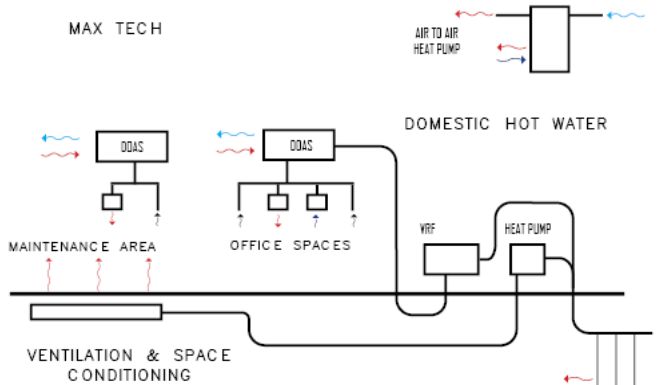 MAX TECH
AIR TO AIR
HEAT PUMP
DOMESTIC HOT WATER
DOAS
DOAS
MAINTENANCE AREA
OFFICE SPACES
VRF
HEAT PUMP
VENTILATION & SPACE
CONDITIONING